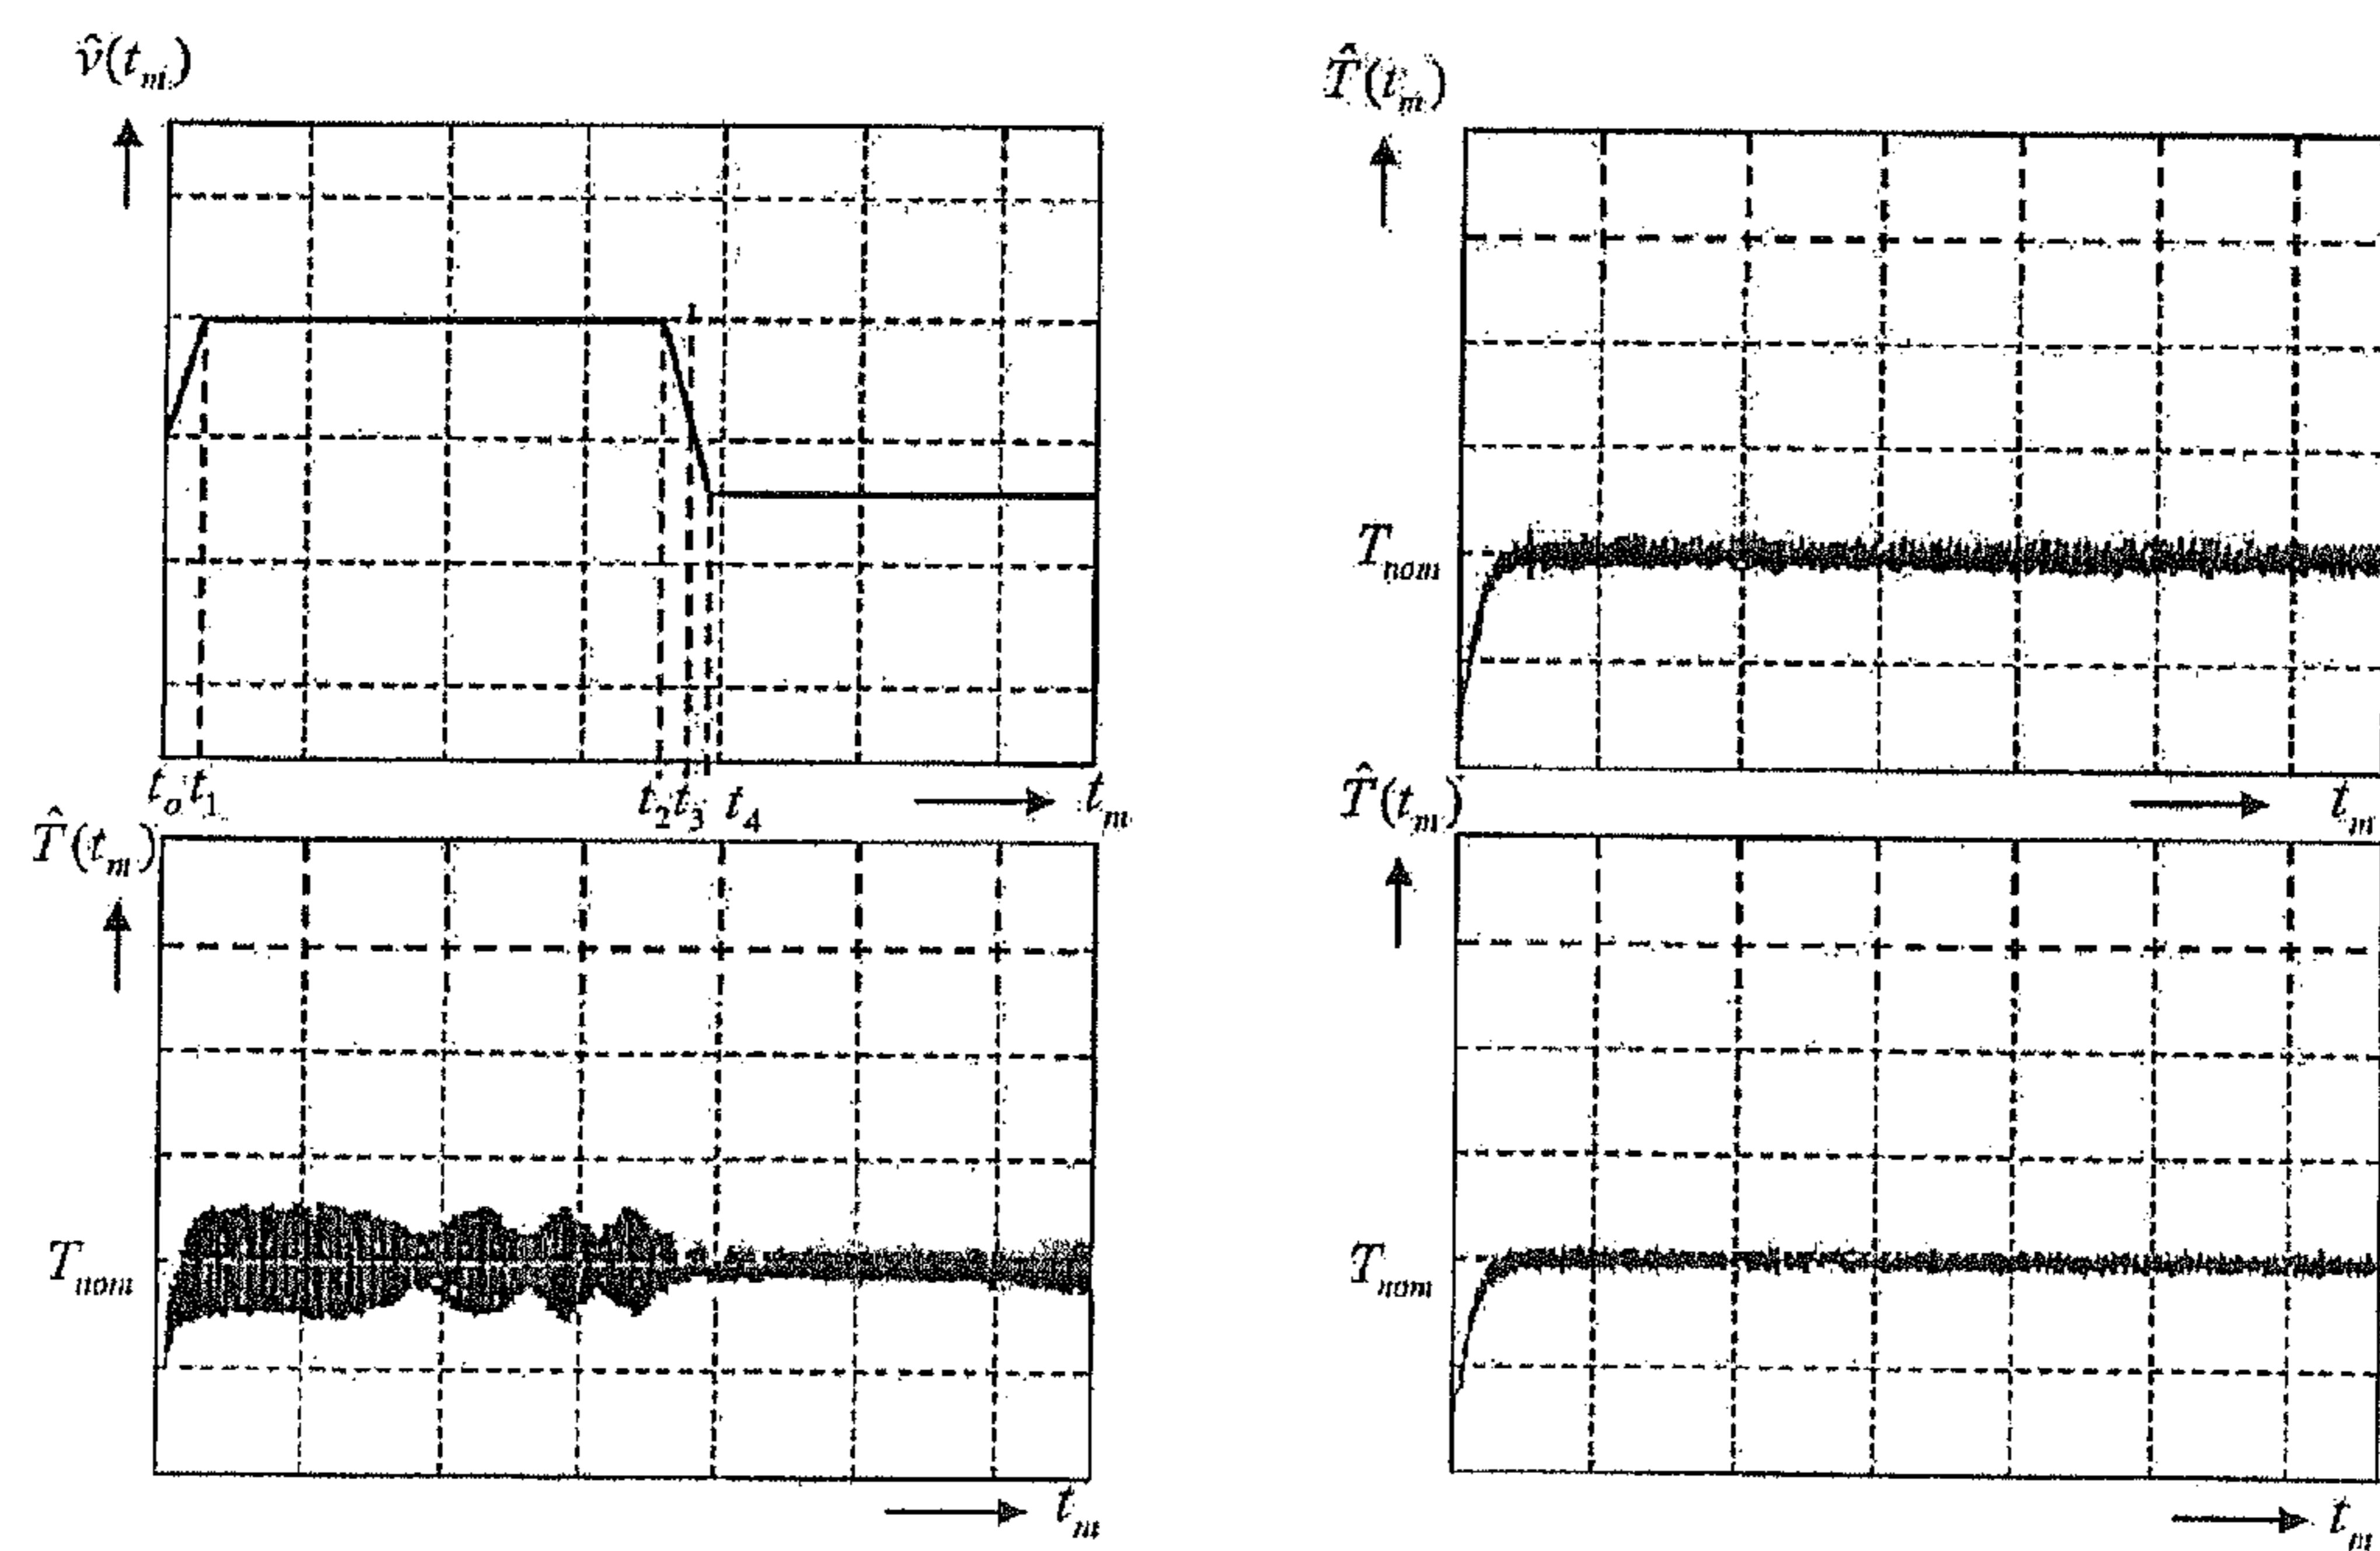 v̂(t_m)
T̂(t_m)
T_nom
t_o t_1 t_2 t_3 t_4 t_m
t_m
T̂(t_m)
T̂(t_m)
T_nom
T_nom
t_m
t_m